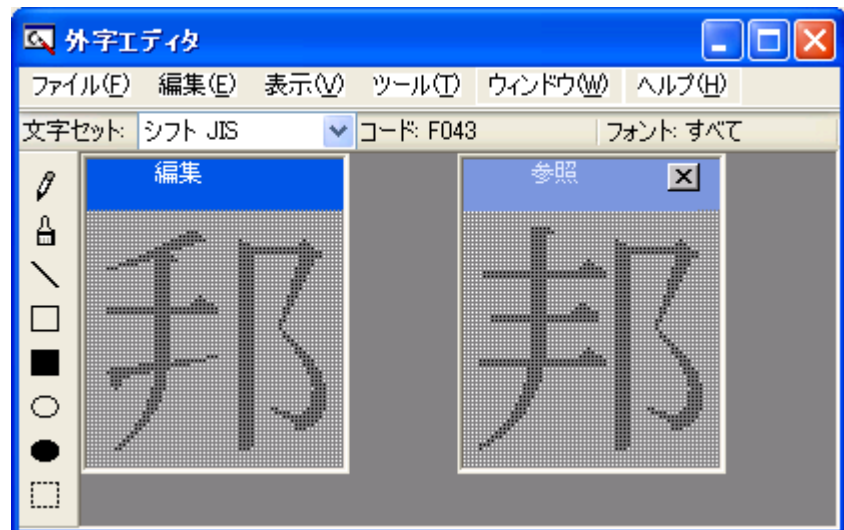 外字エディタ
ファイル(F) 編集(E) 表示(V) ツール(T) ウィンドウ(W) ヘルプ(H)
文字セット: シフト JIS コード: F043 フォント: すべて
編集 参照
邦